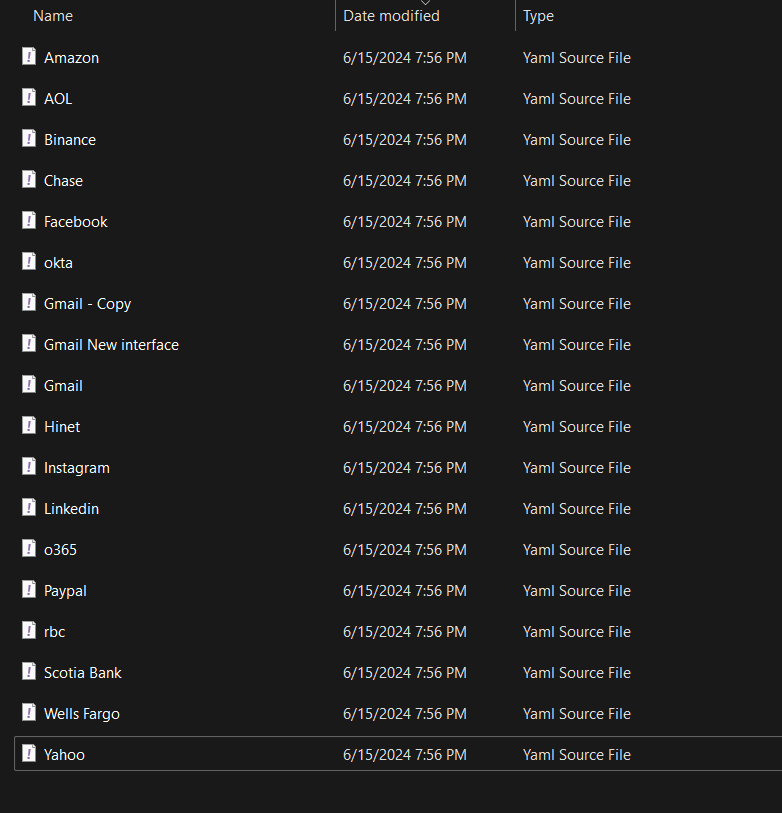 Name Date modified Type
Amazon 6/15/2024 7:56 PM Yaml Source File
AOL 6/15/2024 7:56 PM Yaml Source File
Binance 6/15/2024 7:56 PM Yaml Source File
Chase 6/15/2024 7:56 PM Yaml Source File
Facebook 6/15/2024 7:56 PM Yaml Source File
okta 6/15/2024 7:56 PM Yaml Source File
Gmail - Copy 6/15/2024 7:56 PM Yaml Source File
Gmail New interface 6/15/2024 7:56 PM Yaml Source File
Gmail 6/15/2024 7:56 PM Yaml Source File
Hinet 6/15/2024 7:56 PM Yaml Source File
Instagram 6/15/2024 7:56 PM Yaml Source File
Linkedin 6/15/2024 7:56 PM Yaml Source File
o365 6/15/2024 7:56 PM Yaml Source File
Paypal 6/15/2024 7:56 PM Yaml Source File
rbc 6/15/2024 7:56 PM Yaml Source File
Scotia Bank 6/15/2024 7:56 PM Yaml Source File
Wells Fargo 6/15/2024 7:56 PM Yaml Source File
Yahoo 6/15/2024 7:56 PM Yaml Source File